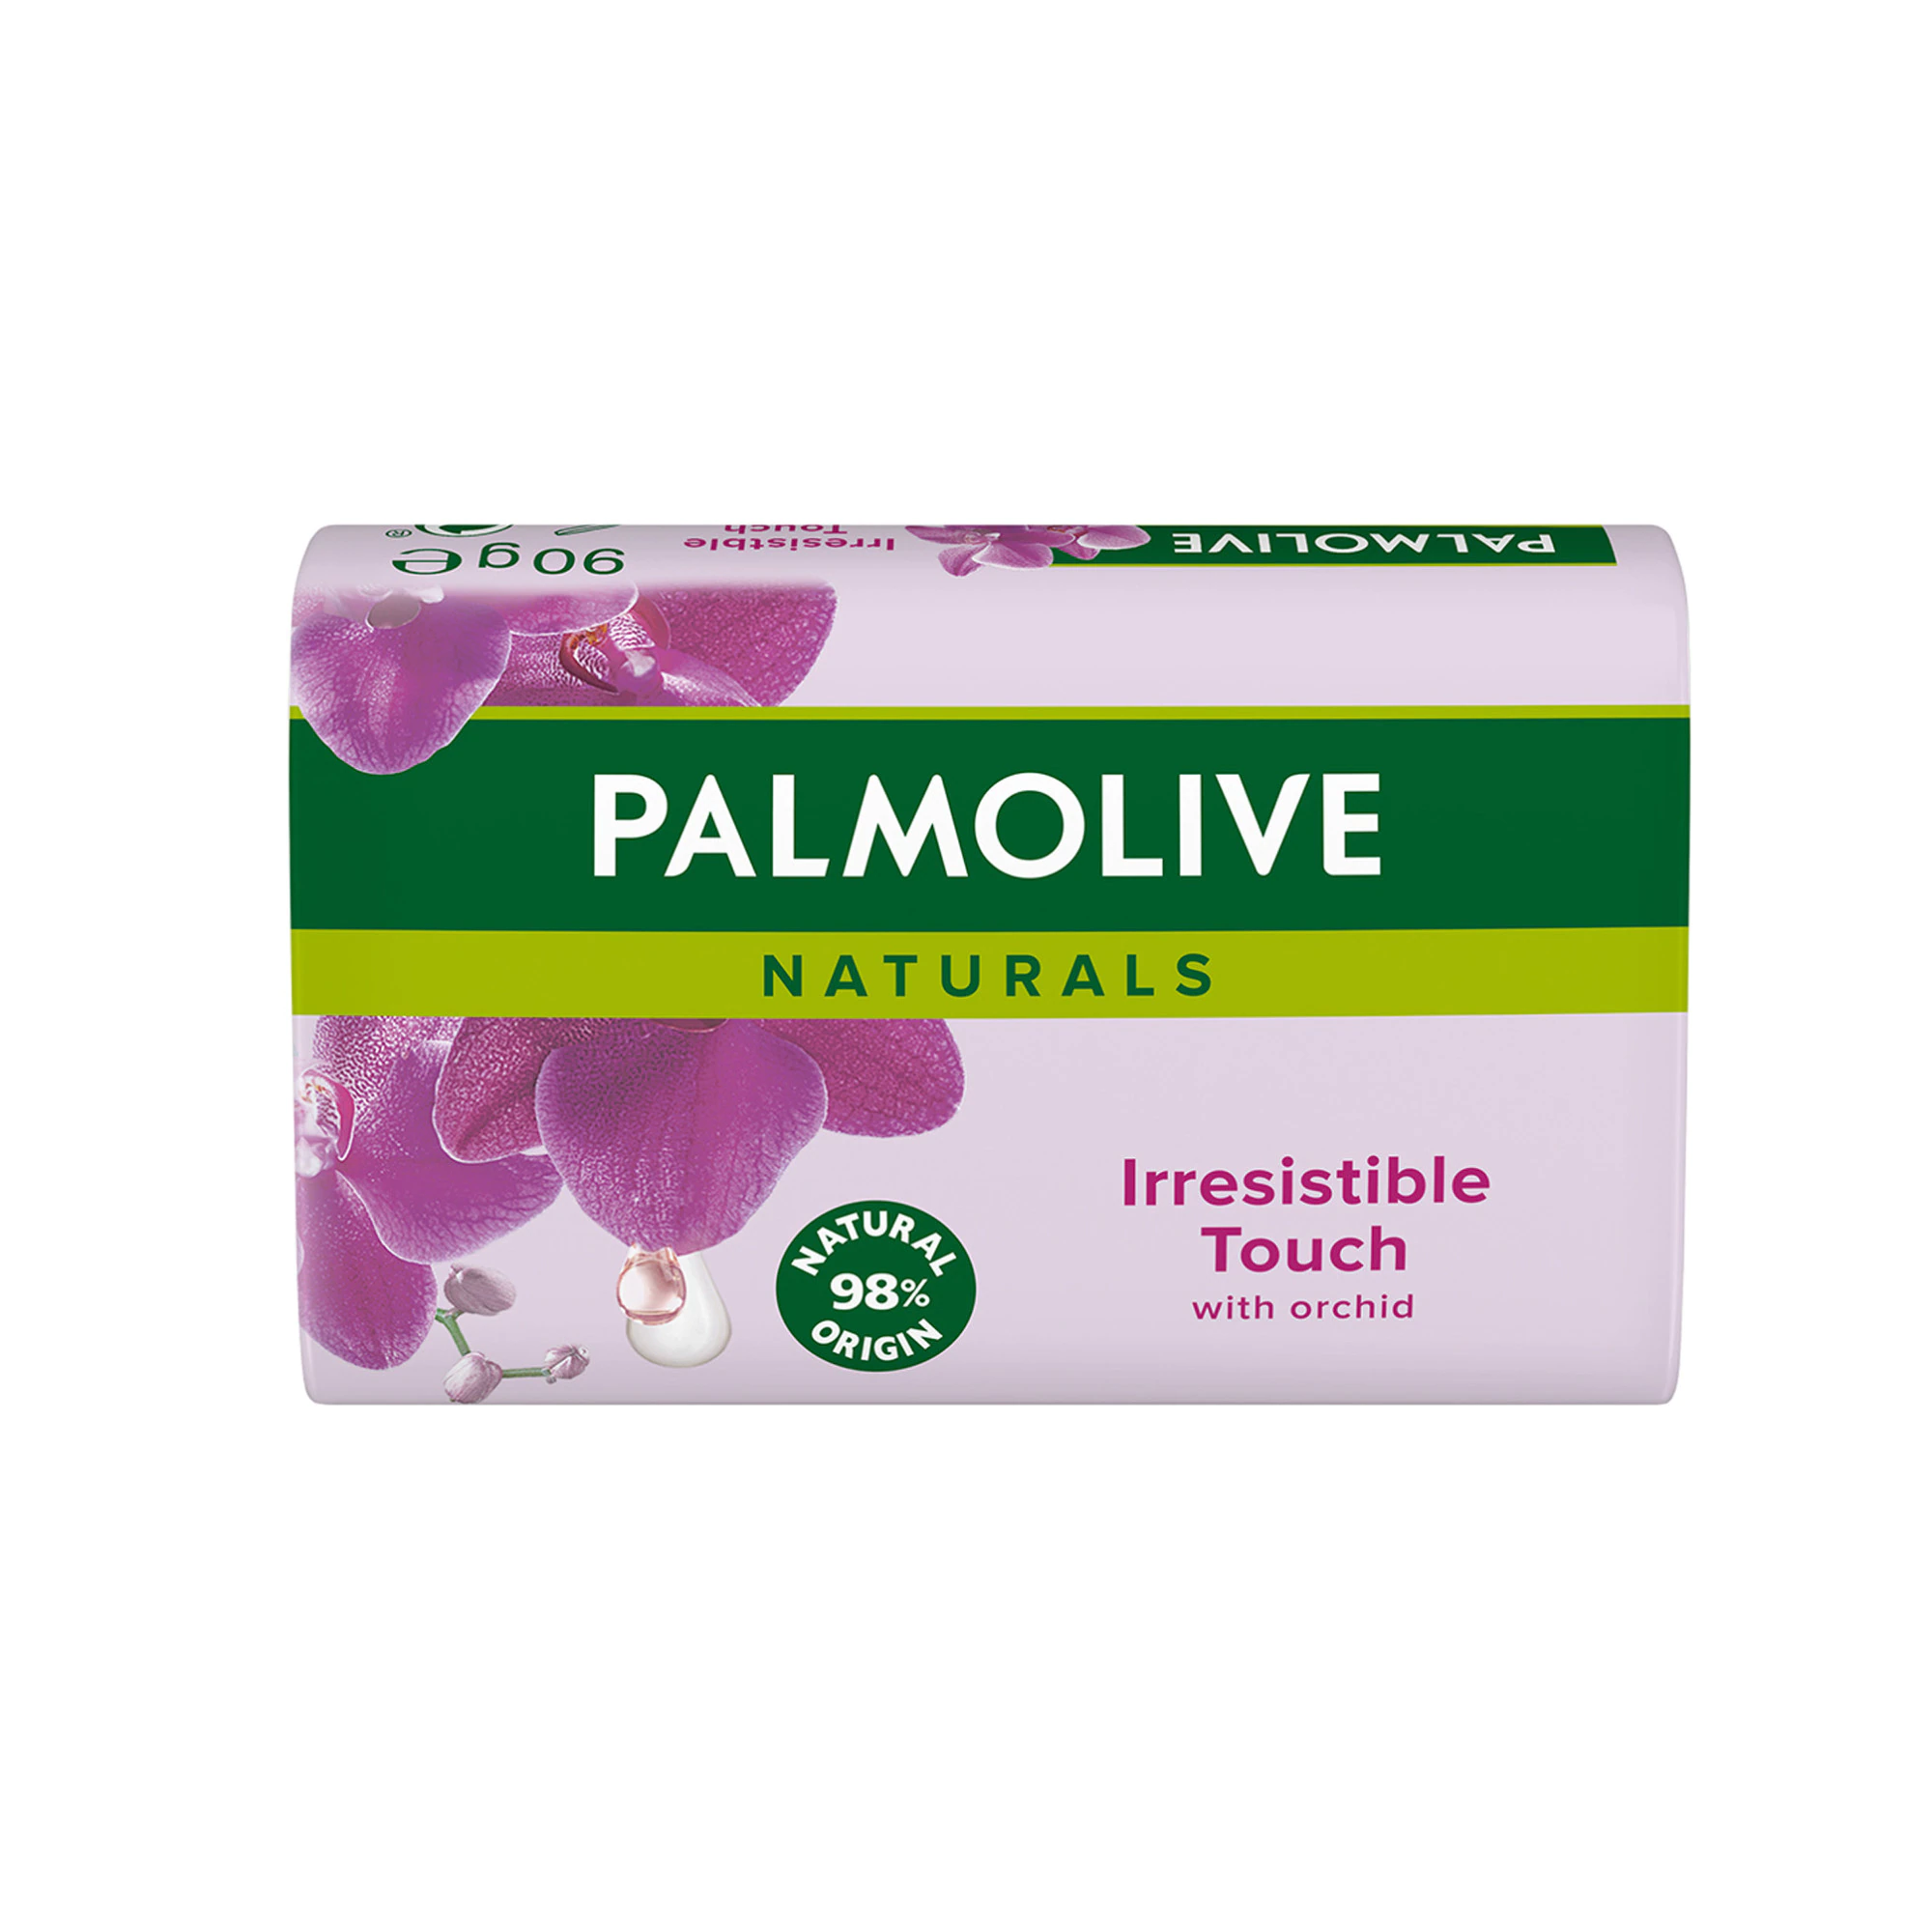 90g e
Irresistible
Touch
PALMOLIVE
PALMOLIVE
NATURALS
NATURAL
98%
ORIGIN
Irresistible
Touch
with orchid